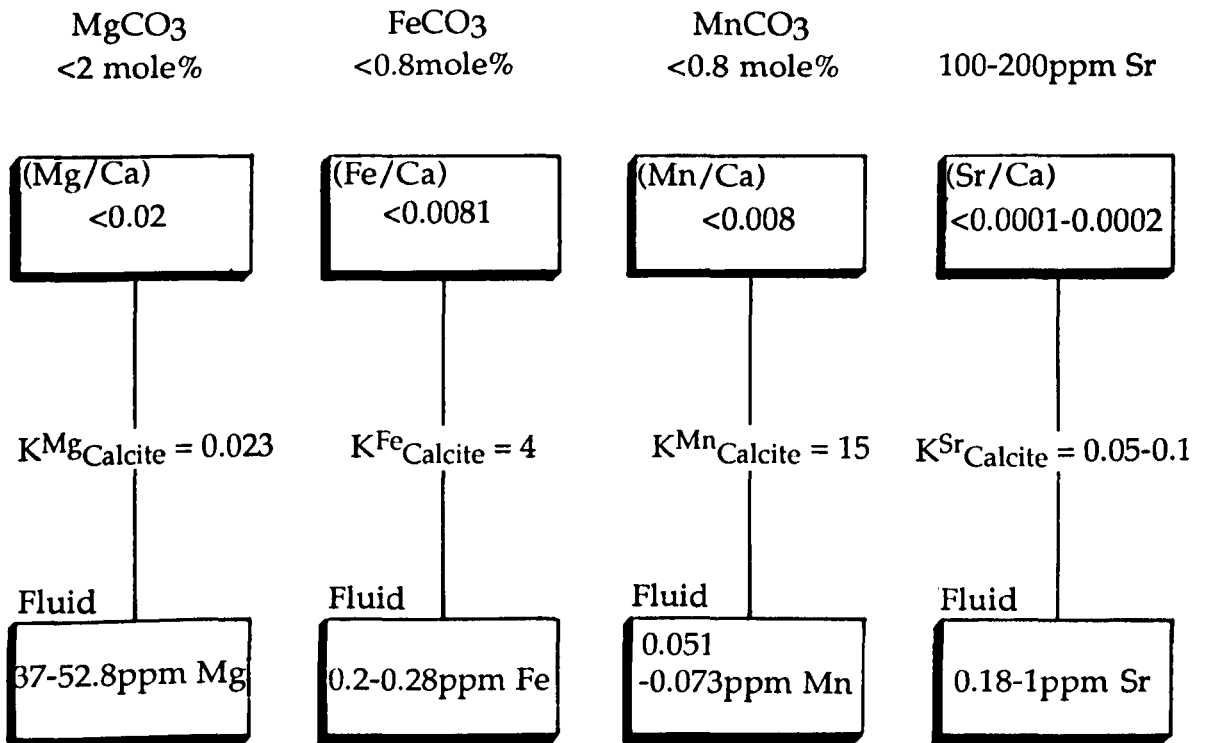 MgCO3
<2 mole%
FeCO3
<0.8mole%
MnCO3
<0.8 mole%
100-200ppm Sr
(Mg/Ca)
<0.02
(Fe/Ca)
<0.0081
(Mn/Ca)
<0.008
(Sr/Ca)
<0.0001-0.0002
KMgCalcite = 0.023
KFeCalcite = 4
KMnCalcite = 15
KSrCalcite = 0.05-0.1
Fluid
37-52.8ppm Mg
Fluid
0.2-0.28ppm Fe
Fluid
0.051
-0.073ppm Mn
Fluid
0.18-1ppm Sr